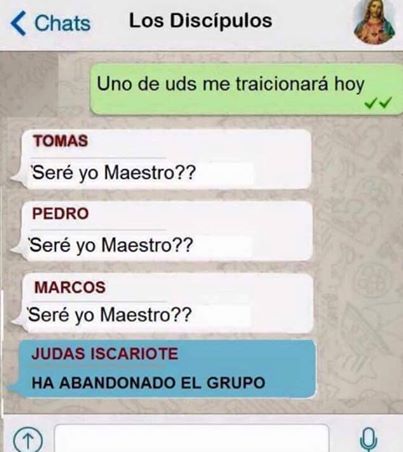 Chats
Los Discípulos
Uno de uds me traicionará hoy
TOMAS
Seré yo Maestro??
PEDRO
Seré yo Maestro??
MARCOS
Seré yo Maestro??
JUDAS ISCARIOTE
HA ABANDONADO EL GRUPO